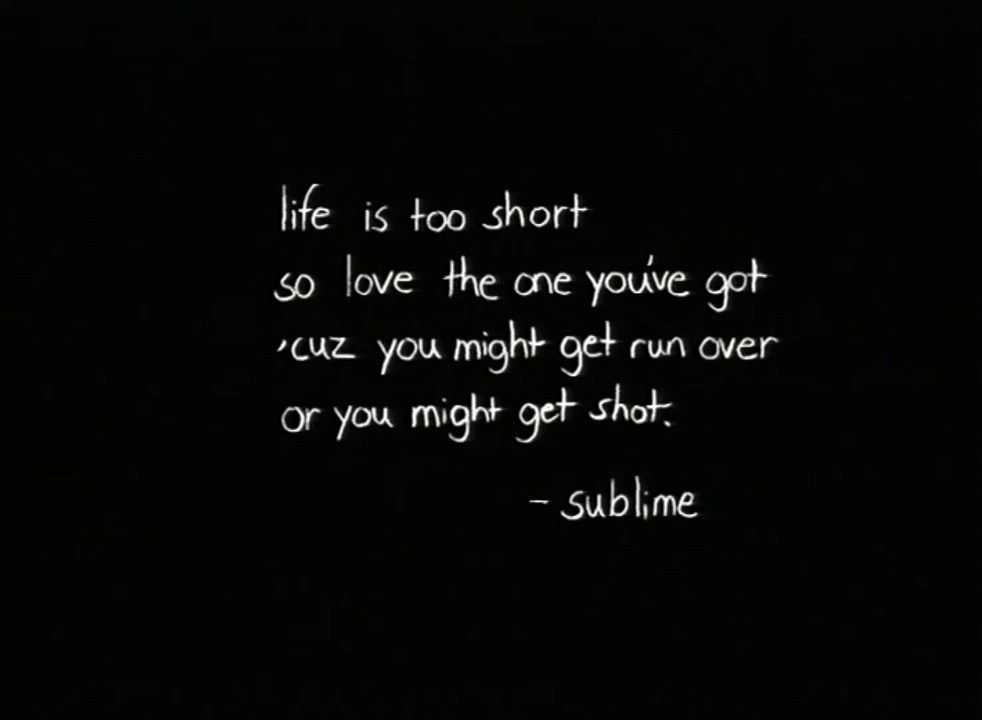 life is too short
so love the one you've got
'cuz you might get run over
or you might get shot.
- sublime